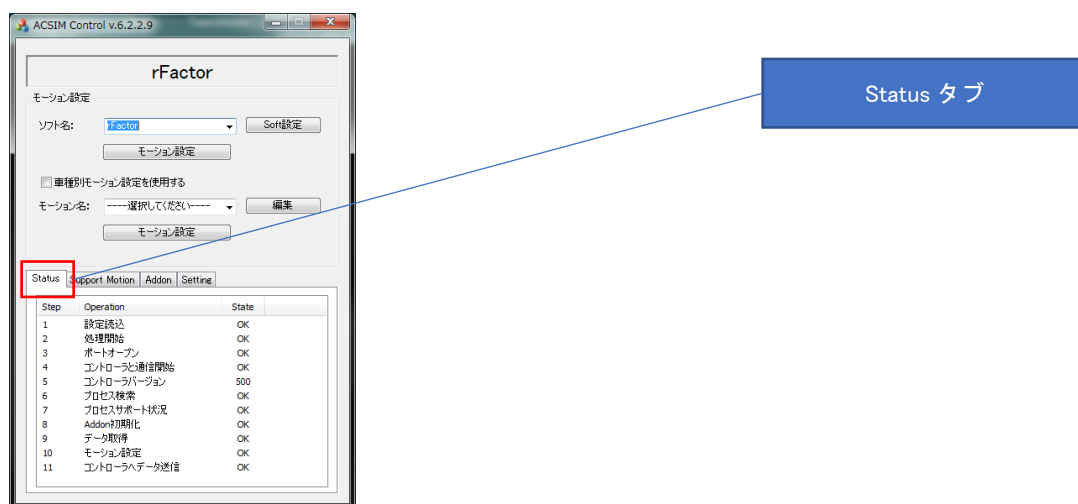 ACSIM Control v.6.2.2.9
rFactor
モーション設定
ソフト名: rFactor Soft設定
モーション設定
車種別モーション設定を使用する
モーション名: ----選択してください---- 編集
モーション設定
Status Support Motion Addon Setting
Step Operation State
1 設定読込 OK
2 処理開始 OK
3 ポートオープン OK
4 コントローラと通信開始 OK
5 コントローラバージョン 500
6 プロセス検索 OK
7 プロセスサポート状況 OK
8 Addon初期化 OK
9 データ取得 OK
10 モーション設定 OK
11 コントローラへデータ送信 OK
Status タブ